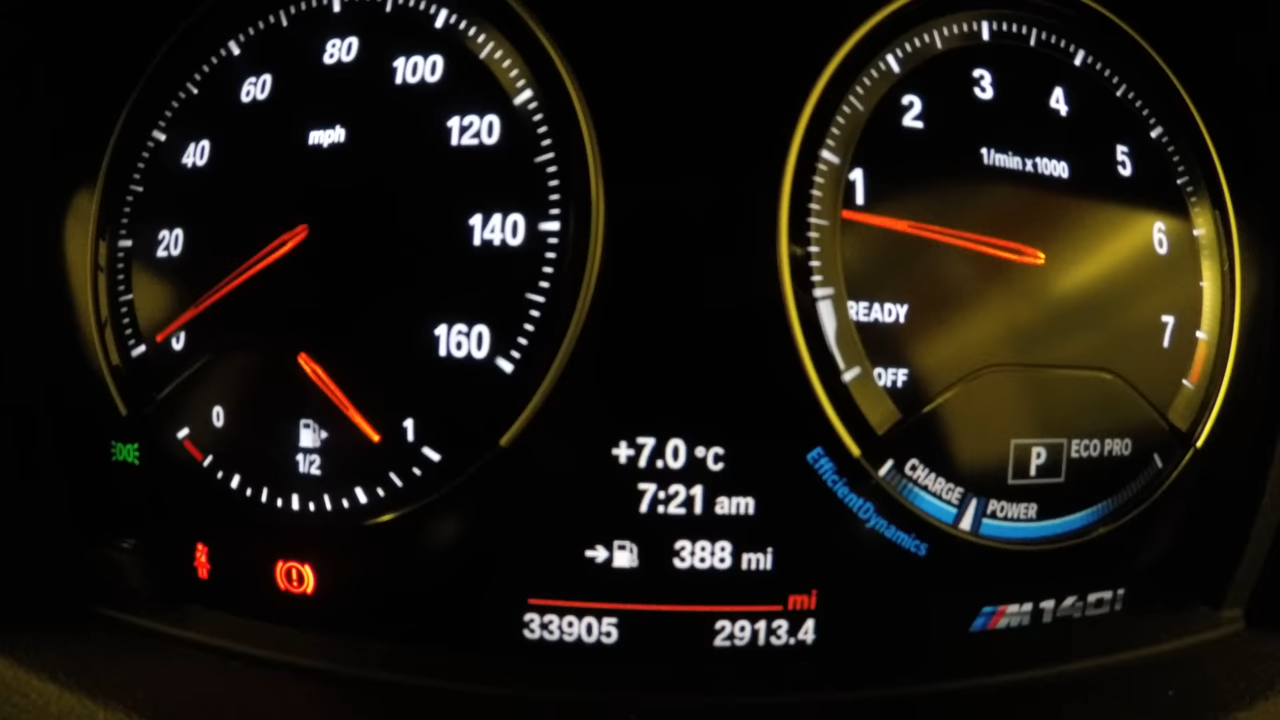 80
60
100
mph
120
40
20
140
0
160
0
1
1/2
3
4
2
5
1/min x 1000
1
6
READY
7
OFF
P
ECO PRO
CHARGE
POWER
EfficientDynamics
+7.0 °C
7:21 am
388 mi
mi
33905
2913.4
M140i